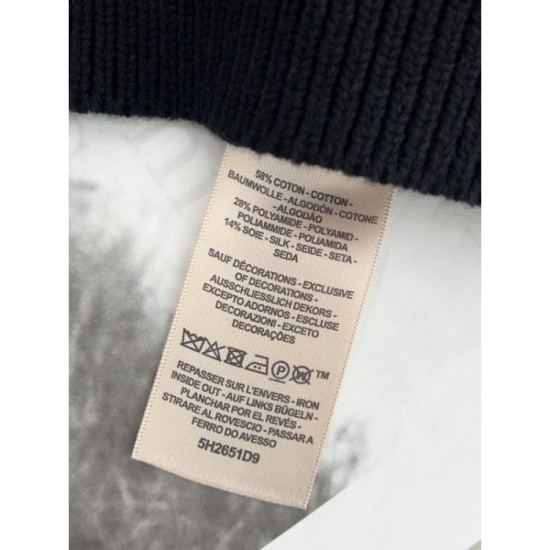 58% COTON - COTTON -
BAUMWOLLE - ALGODÓN - COTONE
- ALGODÃO
28% POLYAMIDE - POLYAMID -
POLIAMMIDE - POLIAMIDA
14% SOIE - SILK - SEIDE - SETA -
SEDA
SAUF DÉCORATIONS - EXCLUSIVE
OF DECORATIONS -
AUSSCHLIESSLICH DEKORS -
EXCEPTO ADORNOS - ESCLUSE
DECORAZIONI - EXCETO
DECORAÇÕES
P W TM
REPASSER SUR L'ENVERS - IRON
INSIDE OUT - AUF LINKS BÜGELN -
PLANCHAR POR EL REVÉS -
STIRARE AL ROVESCIO - PASSAR A
FERRO DO AVESSO
5H2651D9